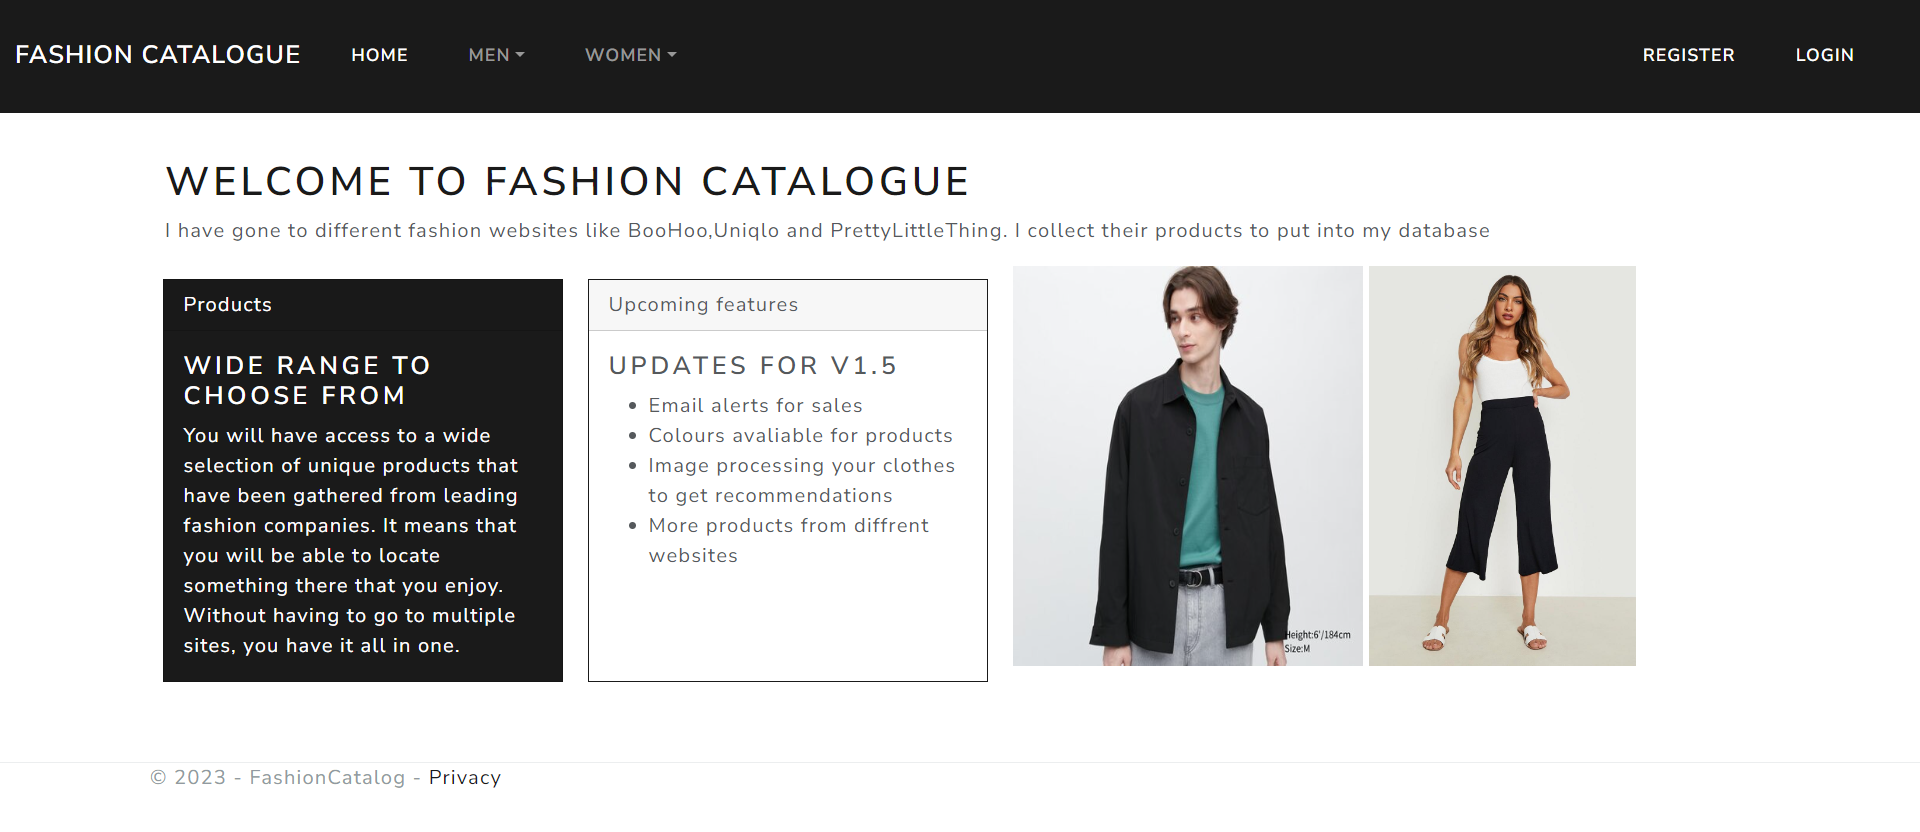 FASHION CATALOGUE HOME MEN WOMEN REGISTER LOGIN
WELCOME TO FASHION CATALOGUE
I have gone to different fashion websites like BooHoo,Uniqlo and PrettyLittleThing. I collect their products to put into my database
Products
WIDE RANGE TO
CHOOSE FROM
You will have access to a wide
selection of unique products that
have been gathered from leading
fashion companies. It means that
you will be able to locate
something there that you enjoy.
Without having to go to multiple
sites, you have it all in one.
Upcoming features
UPDATES FOR V1.5
• Email alerts for sales
• Colours avaliable for products
• Image processing your clothes
to get recommendations
• More products from diffrent
websites
Height:6'/184cm
Size:M
© 2023 - FashionCatalog - Privacy